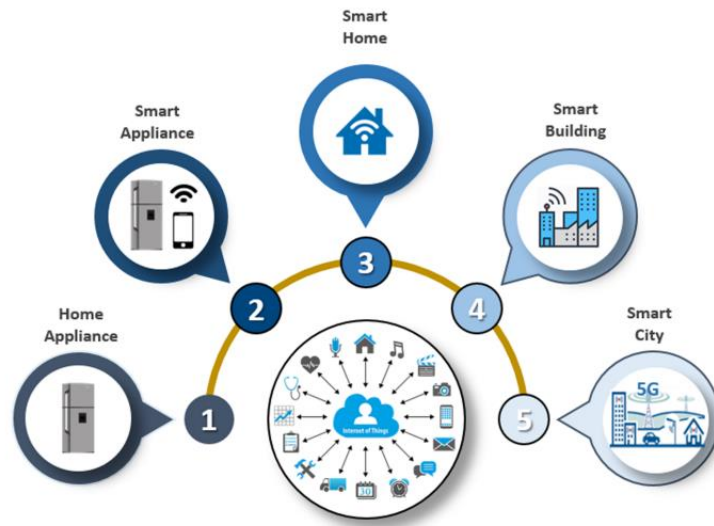 Smart
Home
Smart
Appliance
Smart
Building
3
2
4
Home
Appliance
Smart
City
1
5
5G
Internet of Things
30